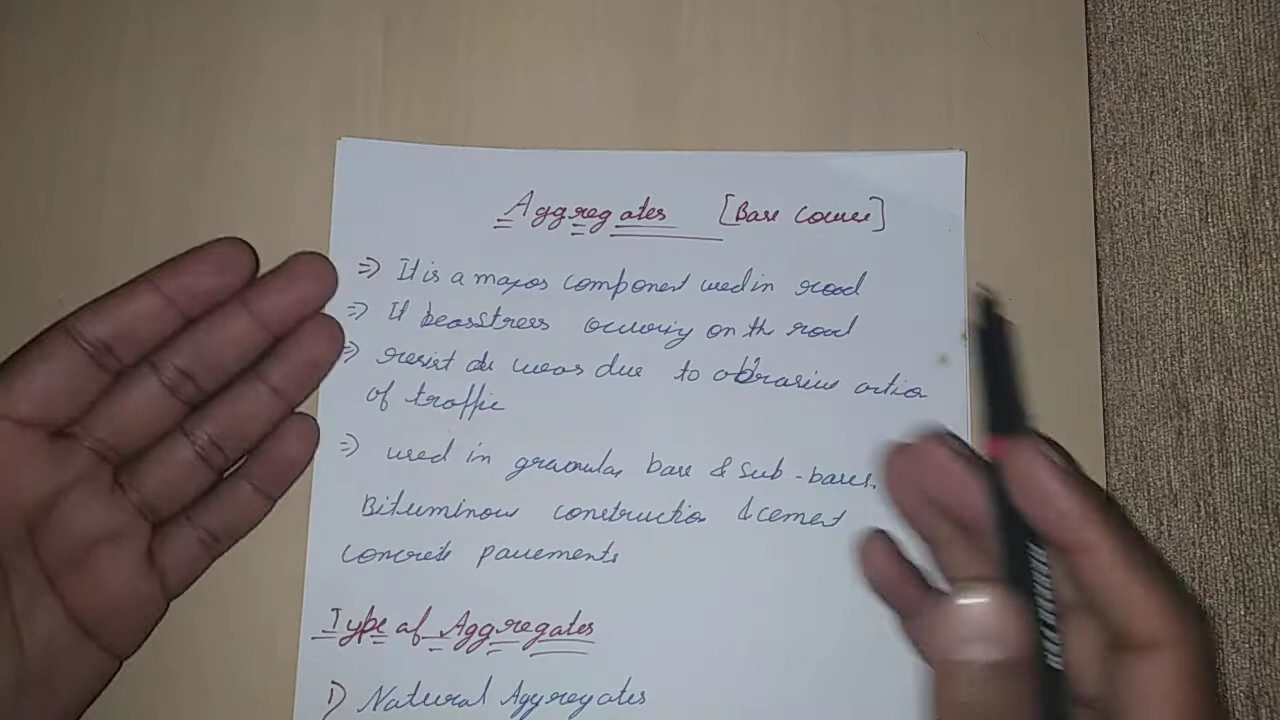 Aggregates [Base Course]
⇒ It is a major component used in road
⇒ It bears stress occuring on th road
⇒ resist du wear due to abrasive action
of traffic
⇒ used in granular base & sub-bases,
Bituminous construction & cement
concrete pavements
Type of Aggregates
1) Natural Aggregates